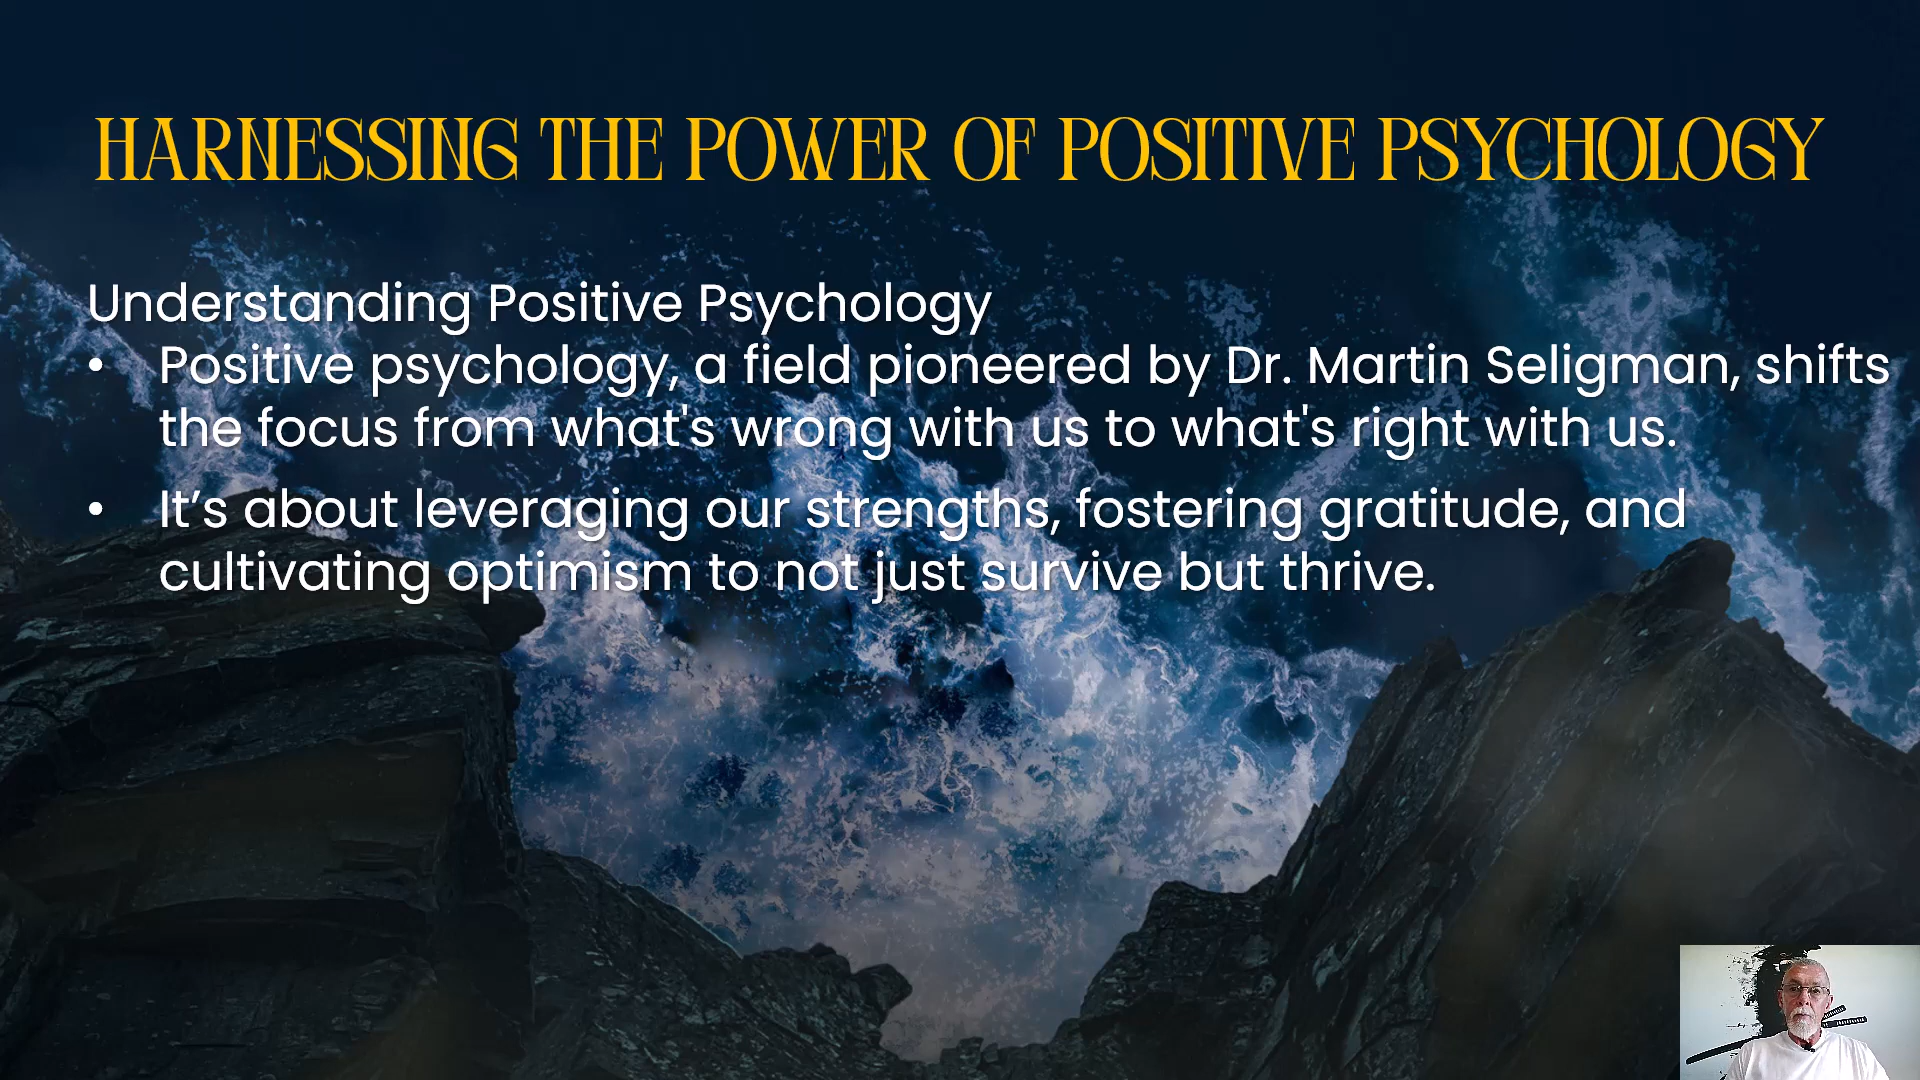 HARNESSING THE POWER OF POSITIVE PSYCHOLOGY
Understanding Positive Psychology
• Positive psychology, a field pioneered by Dr. Martin Seligman, shifts
the focus from what's wrong with us to what's right with us.
• It’s about leveraging our strengths, fostering gratitude, and
cultivating optimism to not just survive but thrive.